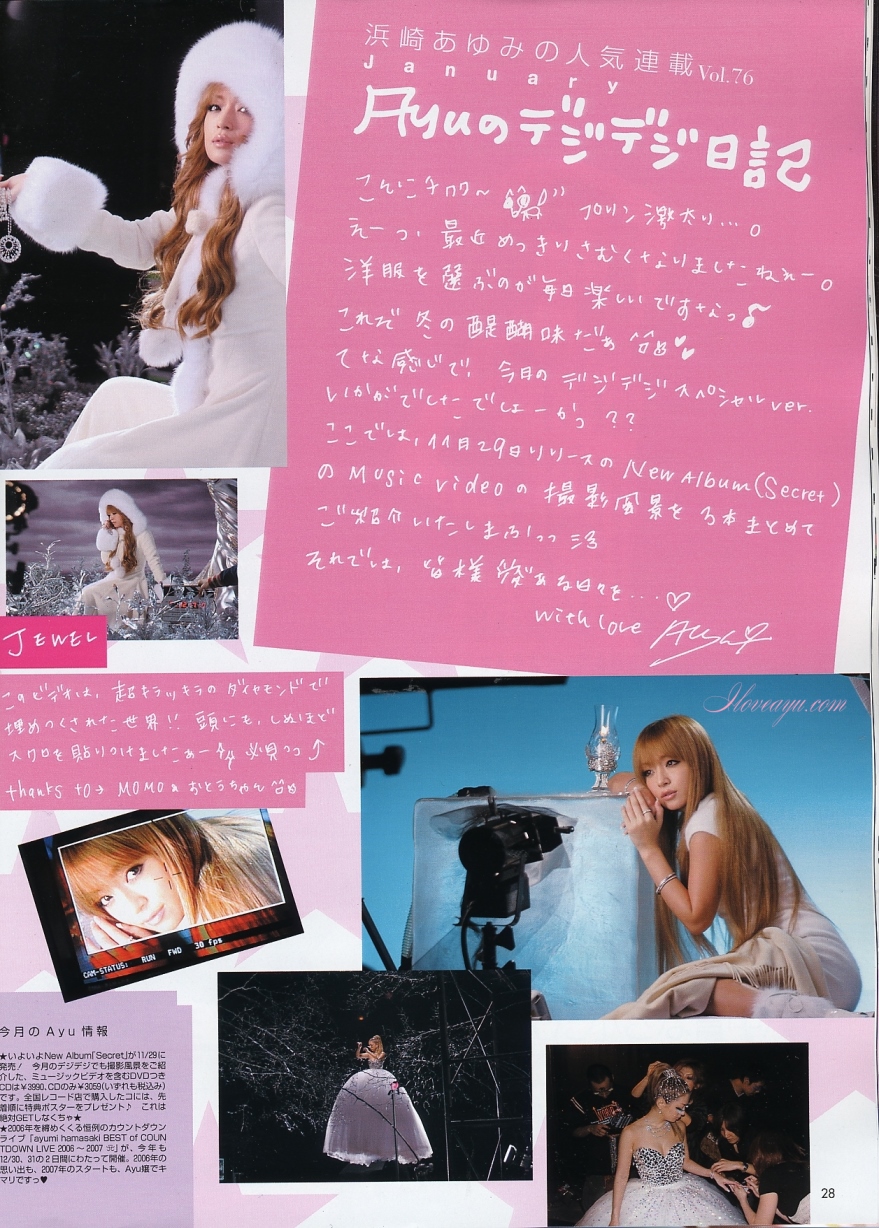 浜崎あゆみの人気連載 Vol.76
January
Ayuのデジデジ日記
こんにチワワ〜 プリン激太り…。
えーっ、最近めっきりさむくなりましたねぇー。
洋服を選ぶのが毎日楽しいですなっ♪
これぞ冬の醍醐味だぁ
てな感じで、今日のデジデジスペシャルver.
いかがでしたでしょーかっ??
ここでは、11月29日リリースのNew Album(Secret)
のMusic videoの撮影風景を3本まとめて
ご紹介いたしまぷっっ
それでは、皆様愛ある日々を...♡
with love Ayu
JEWEL
このビデオは、超キラッキラのダイヤモンドで
埋めつくされた世界!! 頭にも、しぬほど
スワロを貼りつけましたぁー 必見っっ↑
thanks to→MOMOのおとうちゃん
Iloveayu.com
CAM-STATUS: RUN FWD 30 fps
今月のAyu情報
★いよいよNew Album「Secret」が11/29に
発売! 今月のデジデジでも撮影風景をご紹
介した、ミュージックビデオを含むDVDつき
CDは¥3990、CDのみ¥3059(いずれも税込み)
です。全国レコード店で購入したコには、先
着順に特典ポスターをプレゼント♪ これは
絶対GETしなくちゃ★
★2006年を締めくくる恒例のカウントダウン
ライブ「ayumi hamasaki BEST of COUN
TDOWN LIVE 2006〜2007」が、今年も
12/30、31の2日間にわたって開催。2006年の
思い出も、2007年のスタートも、Ayu嬢でキ
マリですっ♥
28